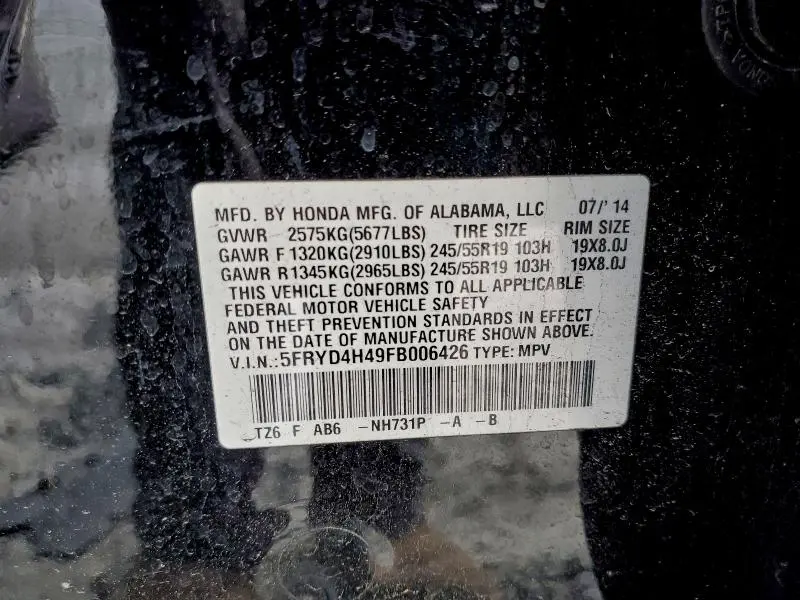 MFD. BY HONDA MFG. OF ALABAMA, LLC 07/'14
GVWR 2575KG(5677LBS) TIRE SIZE RIM SIZE
GAWR F 1320KG(2910LBS) 245/55R19 103H 19X8.0J
GAWR R1345KG(2965LBS) 245/55R19 103H 19X8.0J
THIS VEHICLE CONFORMS TO ALL APPLICABLE
FEDERAL MOTOR VEHICLE SAFETY
AND THEFT PREVENTION STANDARDS IN EFFECT
ON THE DATE OF MANUFACTURE SHOWN ABOVE.
V.I.N.:5FRYD4H49FB006426 TYPE: MPV
TZ6 F AB6 -NH731P -A -B